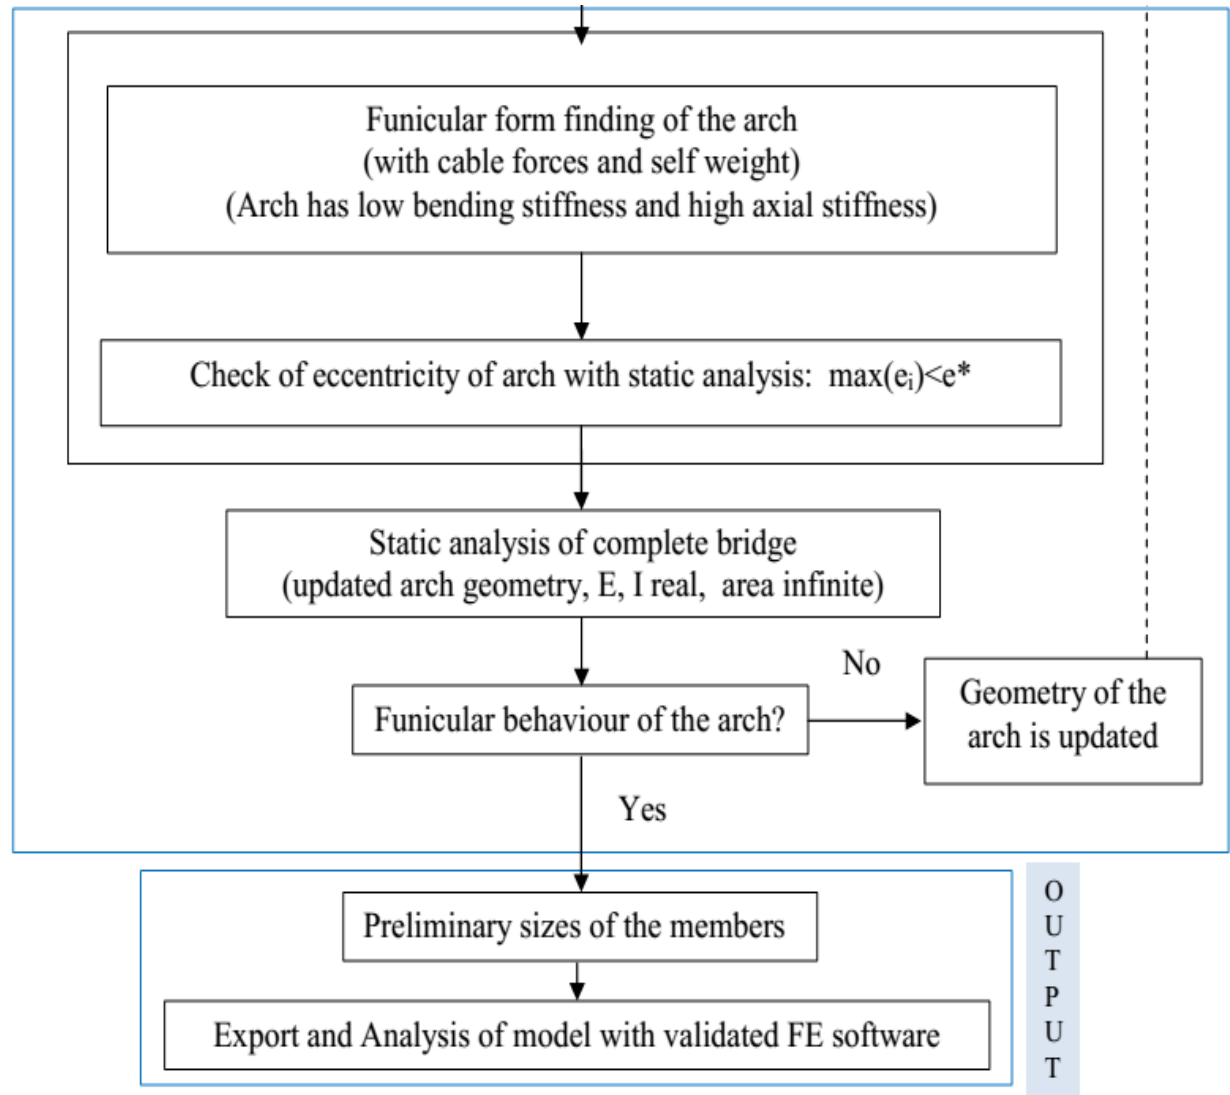 Funicular form finding of the arch
(with cable forces and self weight)
(Arch has low bending stiffness and high axial stiffness)
Check of eccentricity of arch with static analysis:  max(eᵢ)<e*
Static analysis of complete bridge
(updated arch geometry, E, I real,  area infinite)
Funicular behaviour of the arch?
No
Geometry of the
arch is updated
Yes
Preliminary sizes of the members
Export and Analysis of model with validated FE software
O
U
T
P
U
T